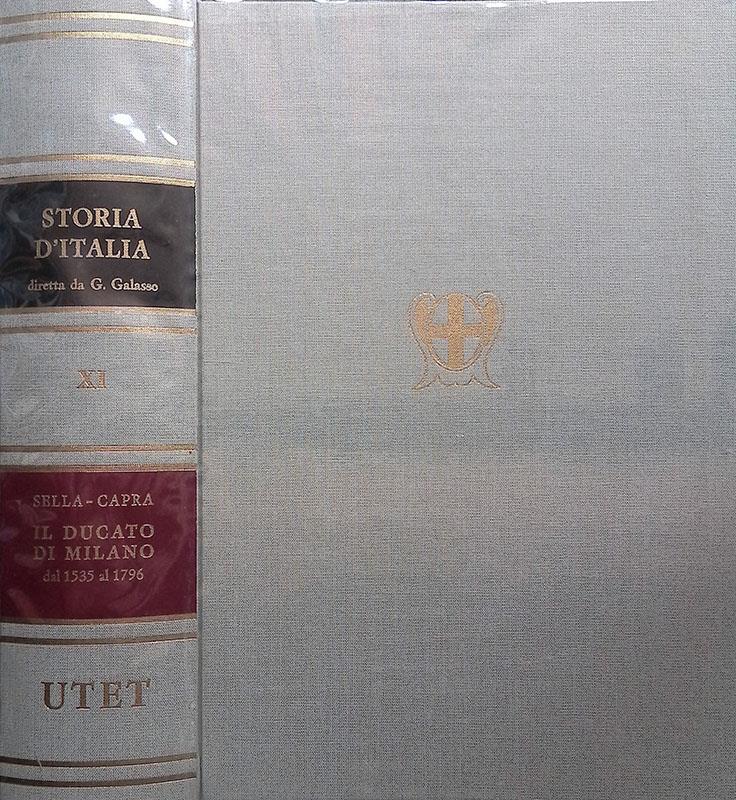 STORIA
D'ITALIA
diretta da G. Galasso
XI
SELLA-CAPRA
IL DUCATO
DI MILANO
dal 1535 al 1796
UTET